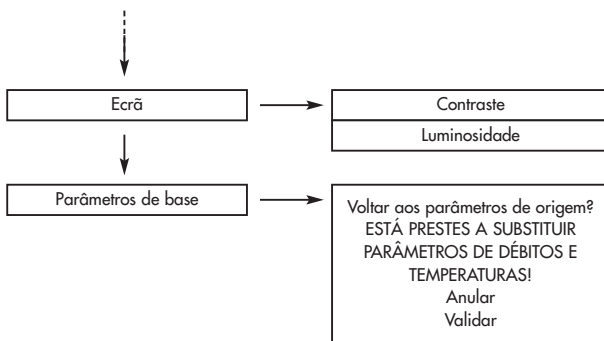 Ecrã
Contraste
Luminosidade
Parâmetros de base
Voltar aos parâmetros de origem?
ESTÁ PRESTES A SUBSTITUIR
PARÂMETROS DE DÉBITOS E
TEMPERATURAS!
Anular
Validar